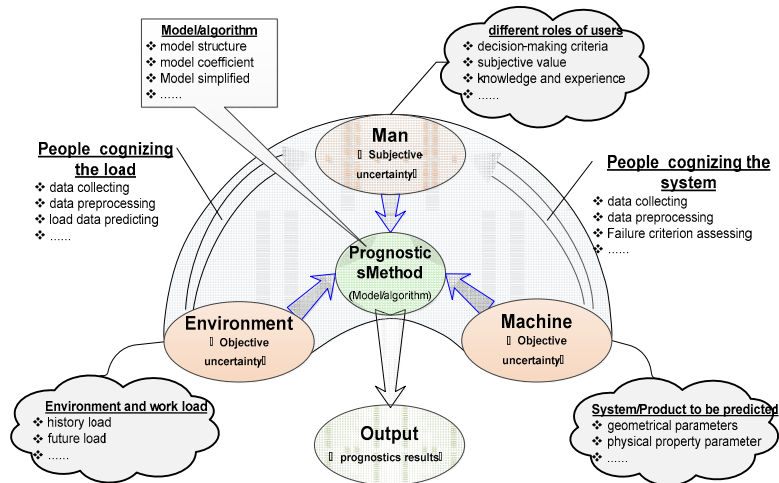 Model/algorithm
❖ model structure
❖ model coefficient
❖ Model simplified
❖ ......
different roles of users
❖ decision-making criteria
❖ subjective value
❖ knowledge and experience
❖ ......
Man
▯ Subjective
uncertainty▯
People cognizing
the load
❖ data collecting
❖ data preprocessing
❖ load data predicting
❖ ......
People cognizing the
system
❖ data collecting
❖ data preprocessing
❖ Failure criterion assessing
❖ ......
Prognostic
sMethod
(Model/algorithm)
Environment
▯ Objective
uncertainty▯
Machine
▯ Objective
uncertainty▯
Environment and work load
❖ history load
❖ future load
❖ ......
Output
▯ prognostics results▯
System/Product to be predicted
❖ geometrical parameters
❖ physical property parameter
❖ ......